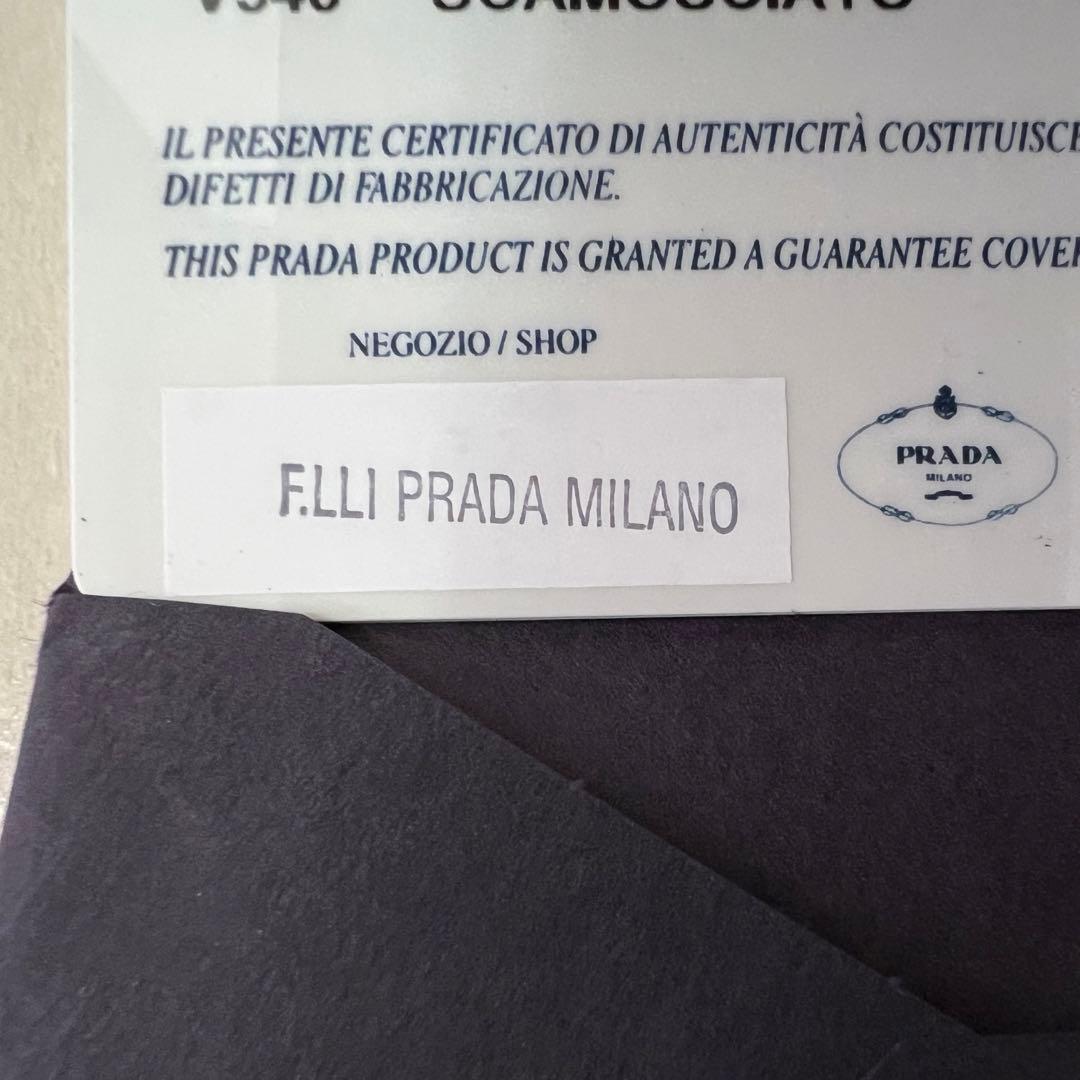 IL PRESENTE CERTIFICATO DI AUTENTICITÀ COSTITUISCE
DIFETTI DI FABBRICAZIONE.
THIS PRADA PRODUCT IS GRANTED A GUARANTEE COVER
NEGOZIO / SHOP
F.LLI PRADA MILANO
PRADA
MILANO